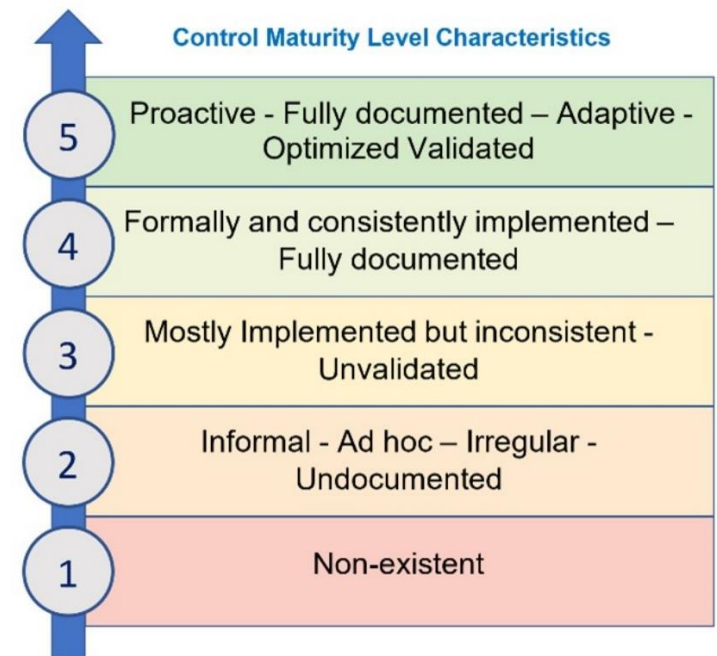 Control Maturity Level Characteristics
5
Proactive - Fully documented – Adaptive -
Optimized Validated
4
Formally and consistently implemented –
Fully documented
3
Mostly Implemented but inconsistent -
Unvalidated
2
Informal - Ad hoc – Irregular -
Undocumented
1
Non-existent